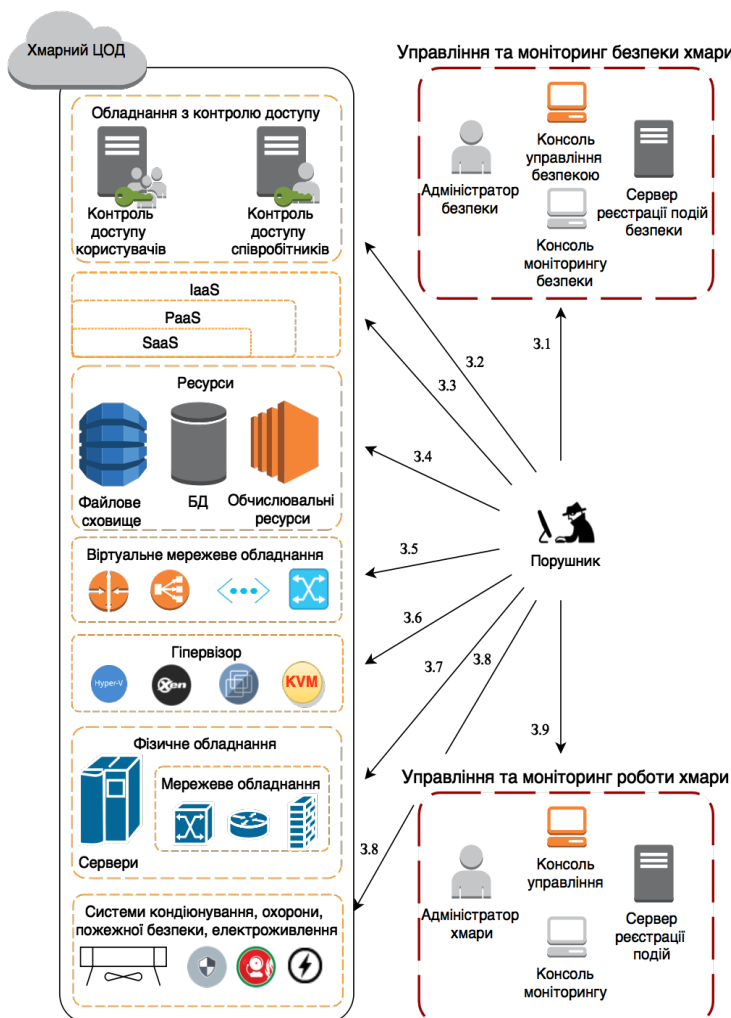 Хмарний ЦОД
Обладнання з контролю доступу
Контроль
доступу
користувачів
Контроль
доступу
співробітників
IaaS
PaaS
SaaS
Ресурси
Файлове
сховище
БД
Обчислювальні
ресурси
Віртуальне мережеве обладнання
Гіпервізор
Hyper-V
Xen
KVM
Фізичне обладнання
Мережеве обладнання
Сервери
Системи кондіюнування, охорони,
пожежної безпеки, електроживлення
Управління та моніторинг безпеки хмари
Адміністратор
безпеки
Консоль
управління
безпекою
Консоль
моніторингу
безпеки
Сервер
реєстрації подій
безпеки
3.1
3.2
3.3
3.4
3.5
3.6
3.7
3.8
3.8
3.9
Порушник
Управління та моніторинг роботи хмари
Адміністратор
хмари
Консоль
управління
Консоль
моніторингу
Сервер
реєстрації
подій